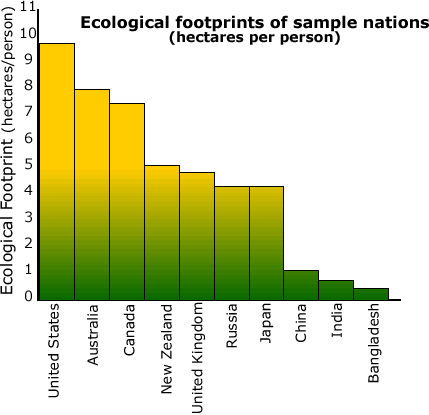 Ecological footprints of sample nations
(hectares per person)
Ecological Footprint (hectares/person)
11
10
9
8
7
6
5
4
3
2
1
0
United States
Australia
Canada
New Zealand
United Kingdom
Russia
Japan
China
India
Bangladesh